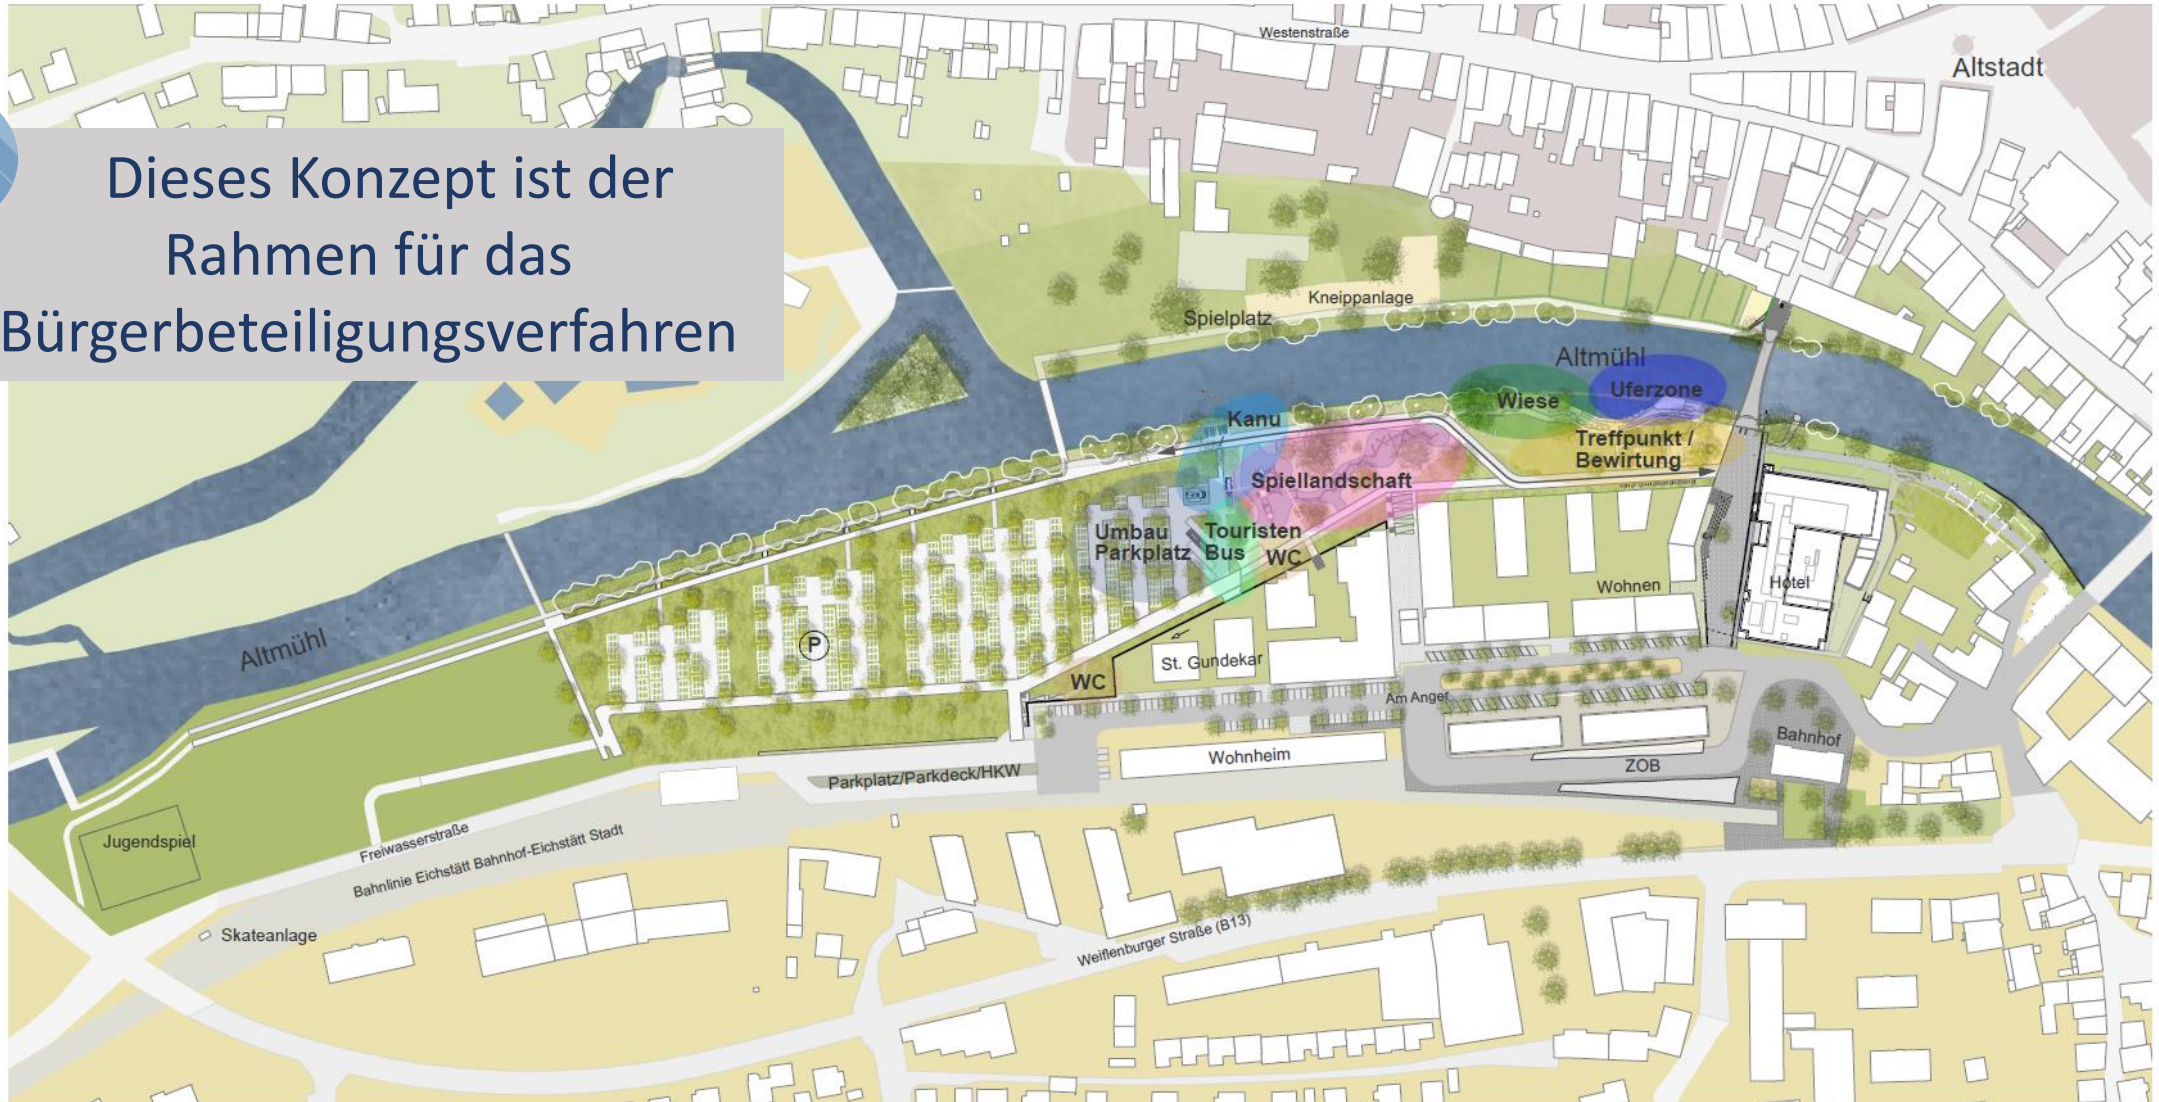 Westenstraße
Altstadt
Dieses Konzept ist der
Rahmen für das
Bürgerbeteiligungsverfahren
Kneippanlage
Spielplatz
Altmühl
Uferzone
Wiese
Kanu
Treffpunkt /
Bewirtung
Spiellandschaft
Umbau
Parkplatz
Touristen
Bus
WC
Wohnen
Hotel
Altmühl
P
St. Gundekar
WC
Am Anger
Bahnhof
Wohnheim
ZOB
Parkplatz/Parkdeck/HKW
Jugendspiel
Freiwasserstraße
Bahnlinie Eichstätt Bahnhof-Eichstätt Stadt
Skateanlage
Weiflenburger Straße (B13)